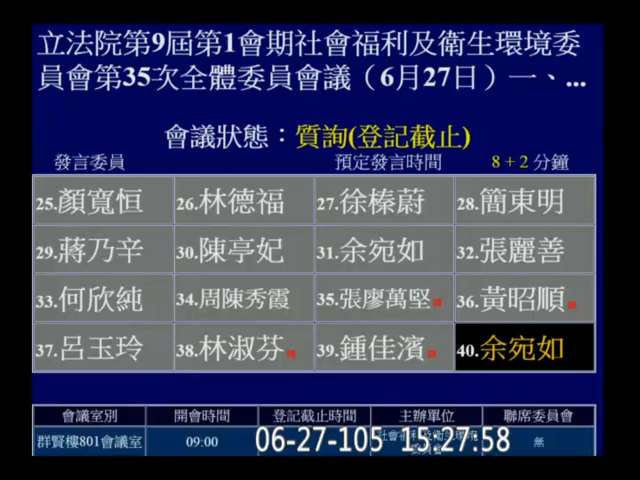 立法院第9屆第1會期社會福利及衛生環境委
員會第35次全體委員會議（6月27日）一、...
會議狀態：質詢(登記截止)
發言委員 預定發言時間 8 + 2 分鐘
25.顏寬恒 26.林德福 27.徐榛蔚 28.簡東明
29.蔣乃辛 30.陳亭妃 31.余宛如 32.張麗善
33.何欣純 34.周陳秀霞 35.張廖萬堅 36.黃昭順
37.呂玉玲 38.林淑芬 39.鍾佳濱 40.余宛如
會議室別 開會時間 登記截止時間 主辦單位 聯席委員會
群賢樓801會議室 09:00 06-27-105 15:27:58 無